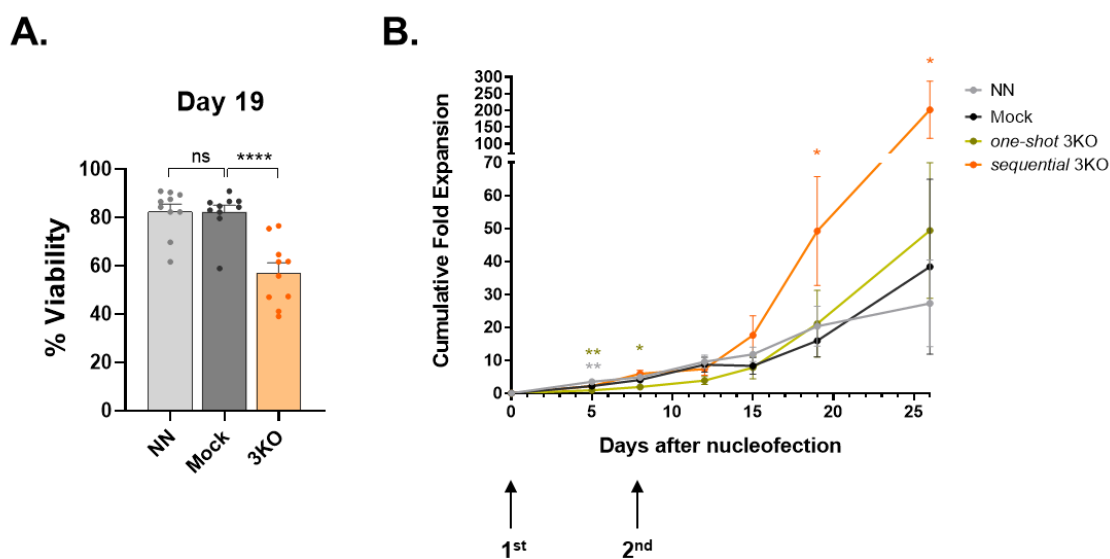 A.
Day 19
ns
****
% Viability
100
80
60
40
20
0
NN
Mock
3KO
B.
Cumulative Fold Expansion
300
250
200
150
100
70
60
50
40
30
20
10
0
**
**
*
*
*
0
5
10
15
20
25
Days after nucleofection
1st
2nd
NN
Mock
one-shot 3KO
sequential 3KO